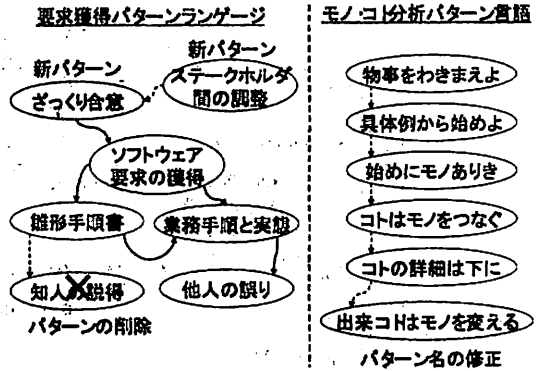 要求獲得パターンランゲージ
新パターン
ステークホルダ
間の調整
新パターン
ざっくり合意
ソフトウェア
要求の獲得
雛形手順書
業務手順と実態
知人の説得
他人の誤り
パターンの削除
モノ・コト分析パターン言語
物事をわきまえよ
具体例から始めよ
始めにモノありき
コトはモノをつなぐ
コトの詳細は下に
出来コトはモノを変える
パターン名の修正